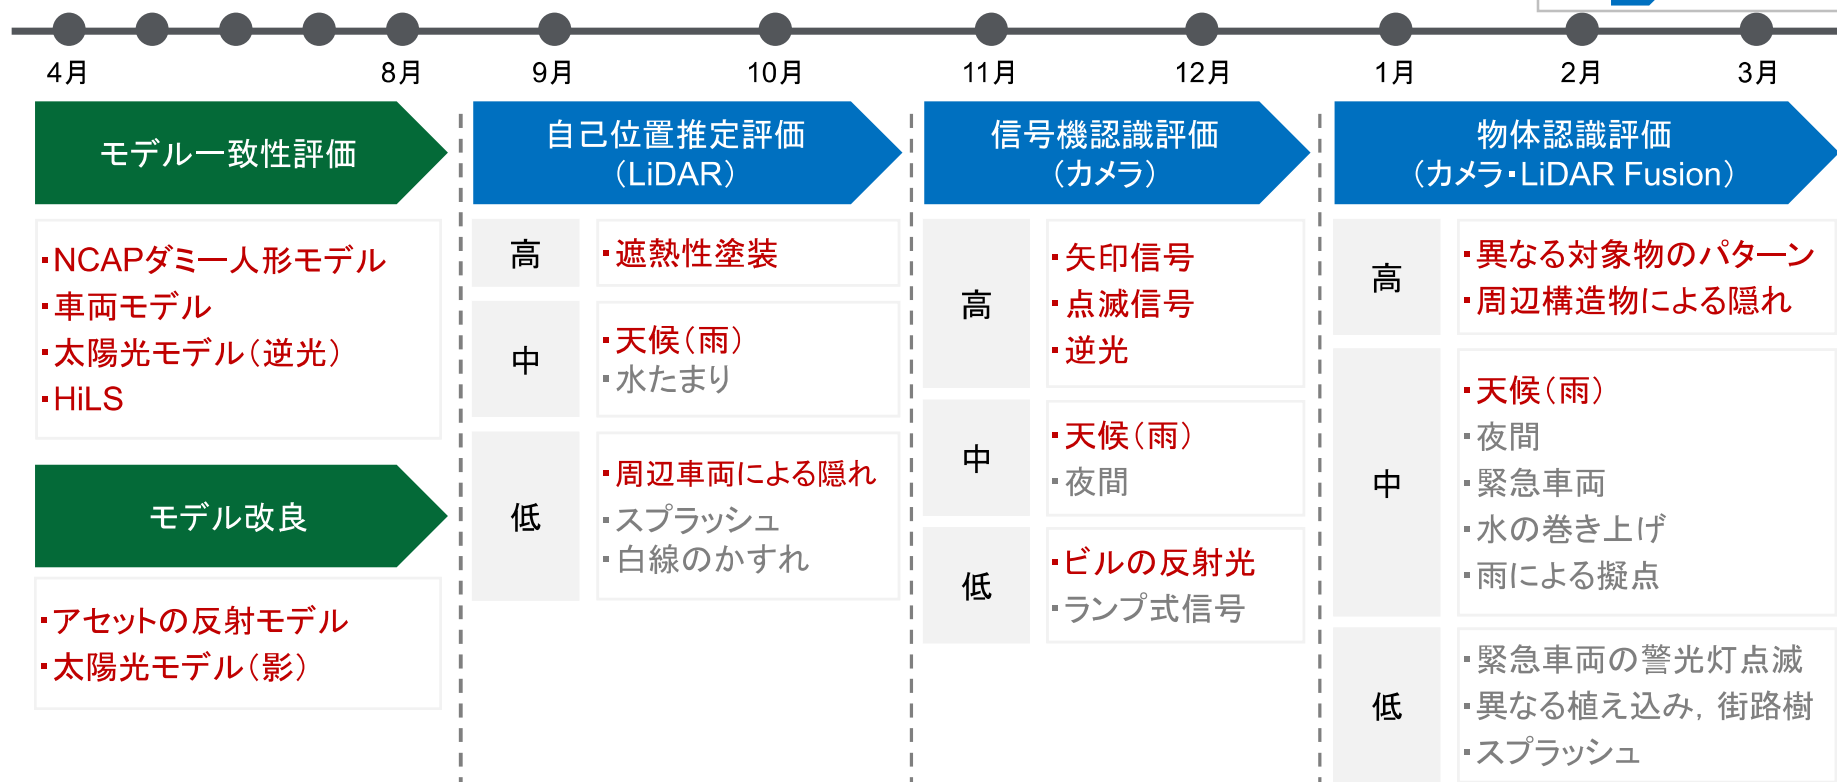 4月
8月
9月
10月
11月
12月
1月
2月
3月
モデル一致性評価
・NCAPダミー人形モデル
・車両モデル
・太陽光モデル（逆光）
・HiLS
モデル改良
・アセットの反射モデル
・太陽光モデル（影）
自己位置推定評価
（LiDAR）
高
・遮熱性塗装
中
・天候（雨）
・水たまり
低
・周辺車両による隠れ
・スプラッシュ
・白線のかすれ
信号機認識評価
（カメラ）
高
・矢印信号
・点滅信号
・逆光
中
・天候（雨）
・夜間
低
・ビルの反射光
・ランプ式信号
物体認識評価
（カメラ・LiDAR Fusion）
高
・異なる対象物のパターン
・周辺構造物による隠れ
中
・天候（雨）
・夜間
・緊急車両
・水の巻き上げ
・雨による擬点
低
・緊急車両の警光灯点滅
・異なる植え込み，街路樹
・スプラッシュ